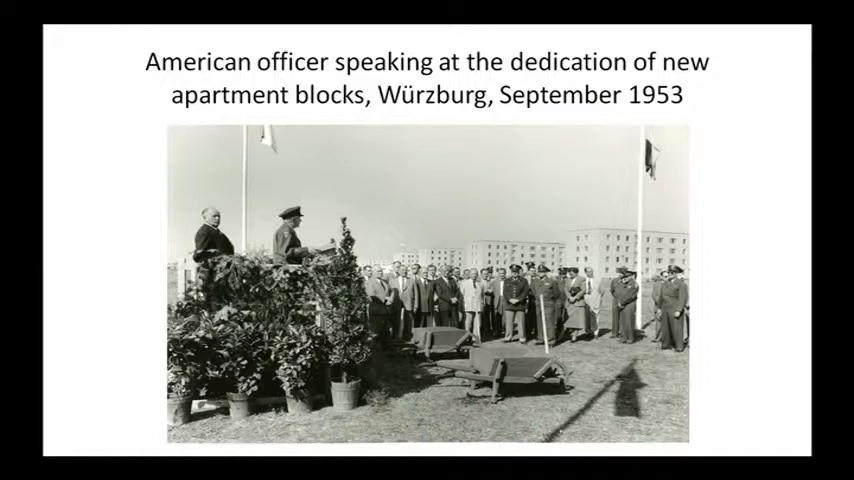 American officer speaking at the dedication of new
apartment blocks, Würzburg, September 1953